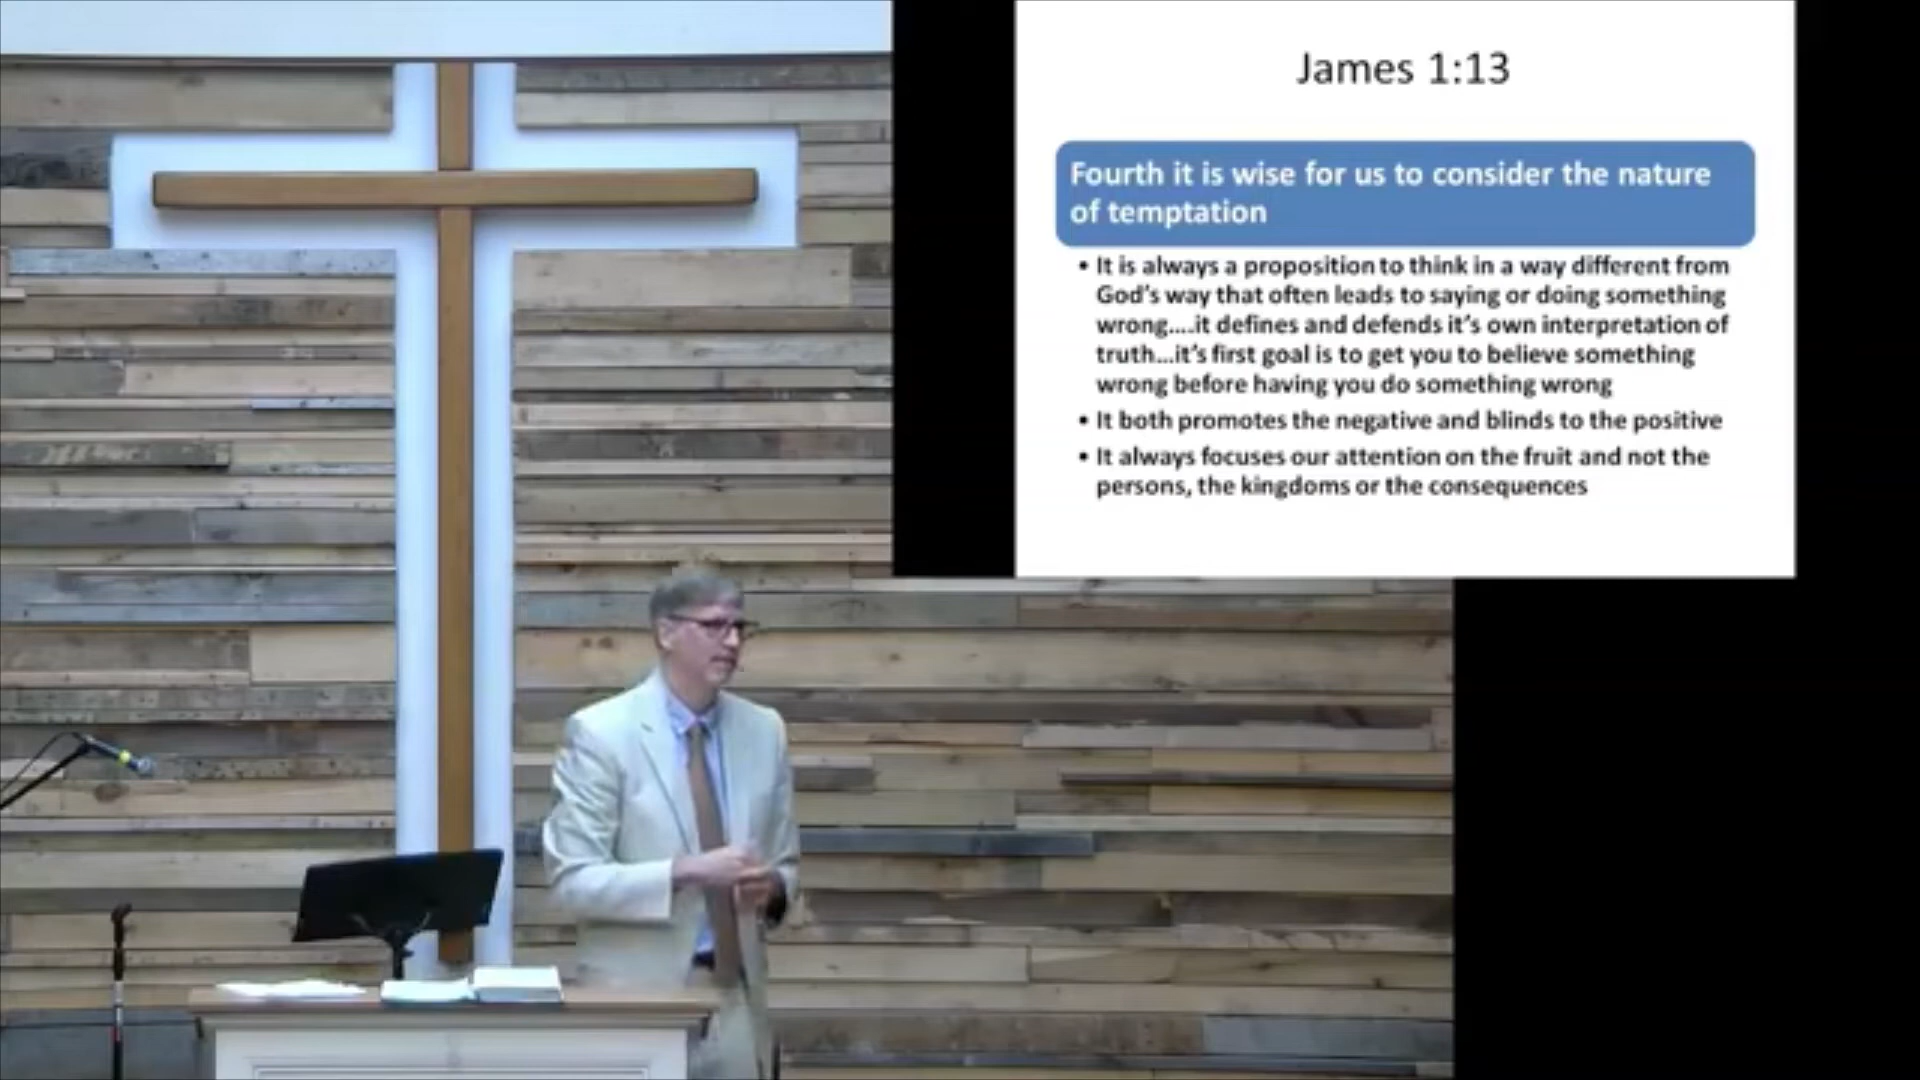 James 1:13
Fourth it is wise for us to consider the nature
of temptation
• It is always a proposition to think in a way different from
God's way that often leads to saying or doing something
wrong....it defines and defends it's own interpretation of
truth...it's first goal is to get you to believe something
wrong before having you do something wrong
• It both promotes the negative and blinds to the positive
• It always focuses our attention on the fruit and not the
persons, the kingdoms or the consequences